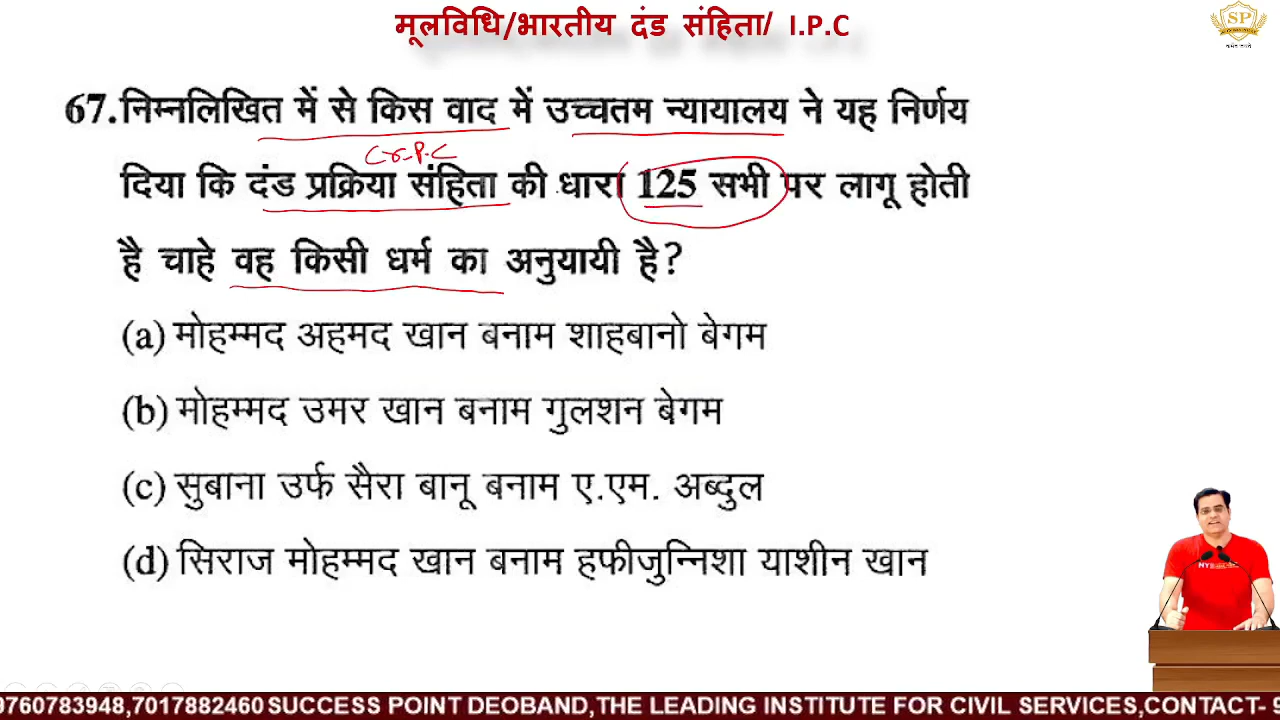 मूलविधि/भारतीय दंड संहिता/ I.P.C
SP
67.निम्नलिखित में से किस वाद में उच्चतम न्यायालय ने यह निर्णय
Cr.P.C
दिया कि दंड प्रक्रिया संहिता की धारा 125 सभी पर लागू होती
है चाहे वह किसी धर्म का अनुयायी है?
(a) मोहम्मद अहमद खान बनाम शाहबानो बेगम
(b) मोहम्मद उमर खान बनाम गुलशन बेगम
(c) सुबाना उर्फ सैरा बानू बनाम ए.एम. अब्दुल
(d) सिराज मोहम्मद खान बनाम हफीजुन्निशा याशीन खान
9760783948,7017882460 SUCCESS POINT DEOBAND,THE LEADING INSTITUTE FOR CIVIL SERVICES,CONTACT- 9